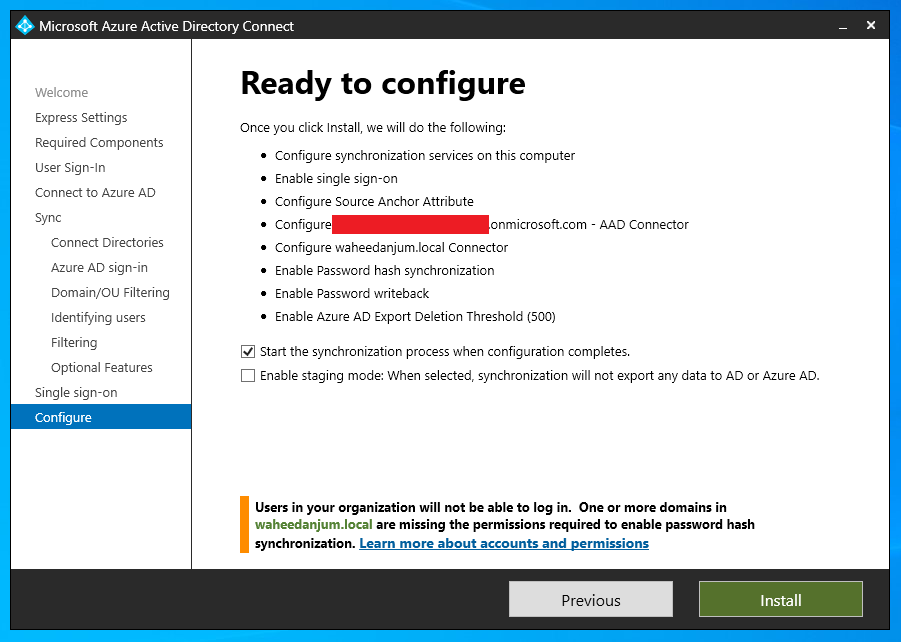 Microsoft Azure Active Directory Connect
Welcome
Express Settings
Required Components
User Sign-In
Connect to Azure AD
Sync
Connect Directories
Azure AD sign-in
Domain/OU Filtering
Identifying users
Filtering
Optional Features
Single sign-on
Configure
Ready to configure
Once you click Install, we will do the following:
• Configure synchronization services on this computer
• Enable single sign-on
• Configure Source Anchor Attribute
• Configure .onmicrosoft.com - AAD Connector
• Configure waheedanjum.local Connector
• Enable Password hash synchronization
• Enable Password writeback
• Enable Azure AD Export Deletion Threshold (500)
Start the synchronization process when configuration completes.
Enable staging mode: When selected, synchronization will not export any data to AD or Azure AD.
Users in your organization will not be able to log in. One or more domains in
waheedanjum.local are missing the permissions required to enable password hash
synchronization. Learn more about accounts and permissions
Previous
Install